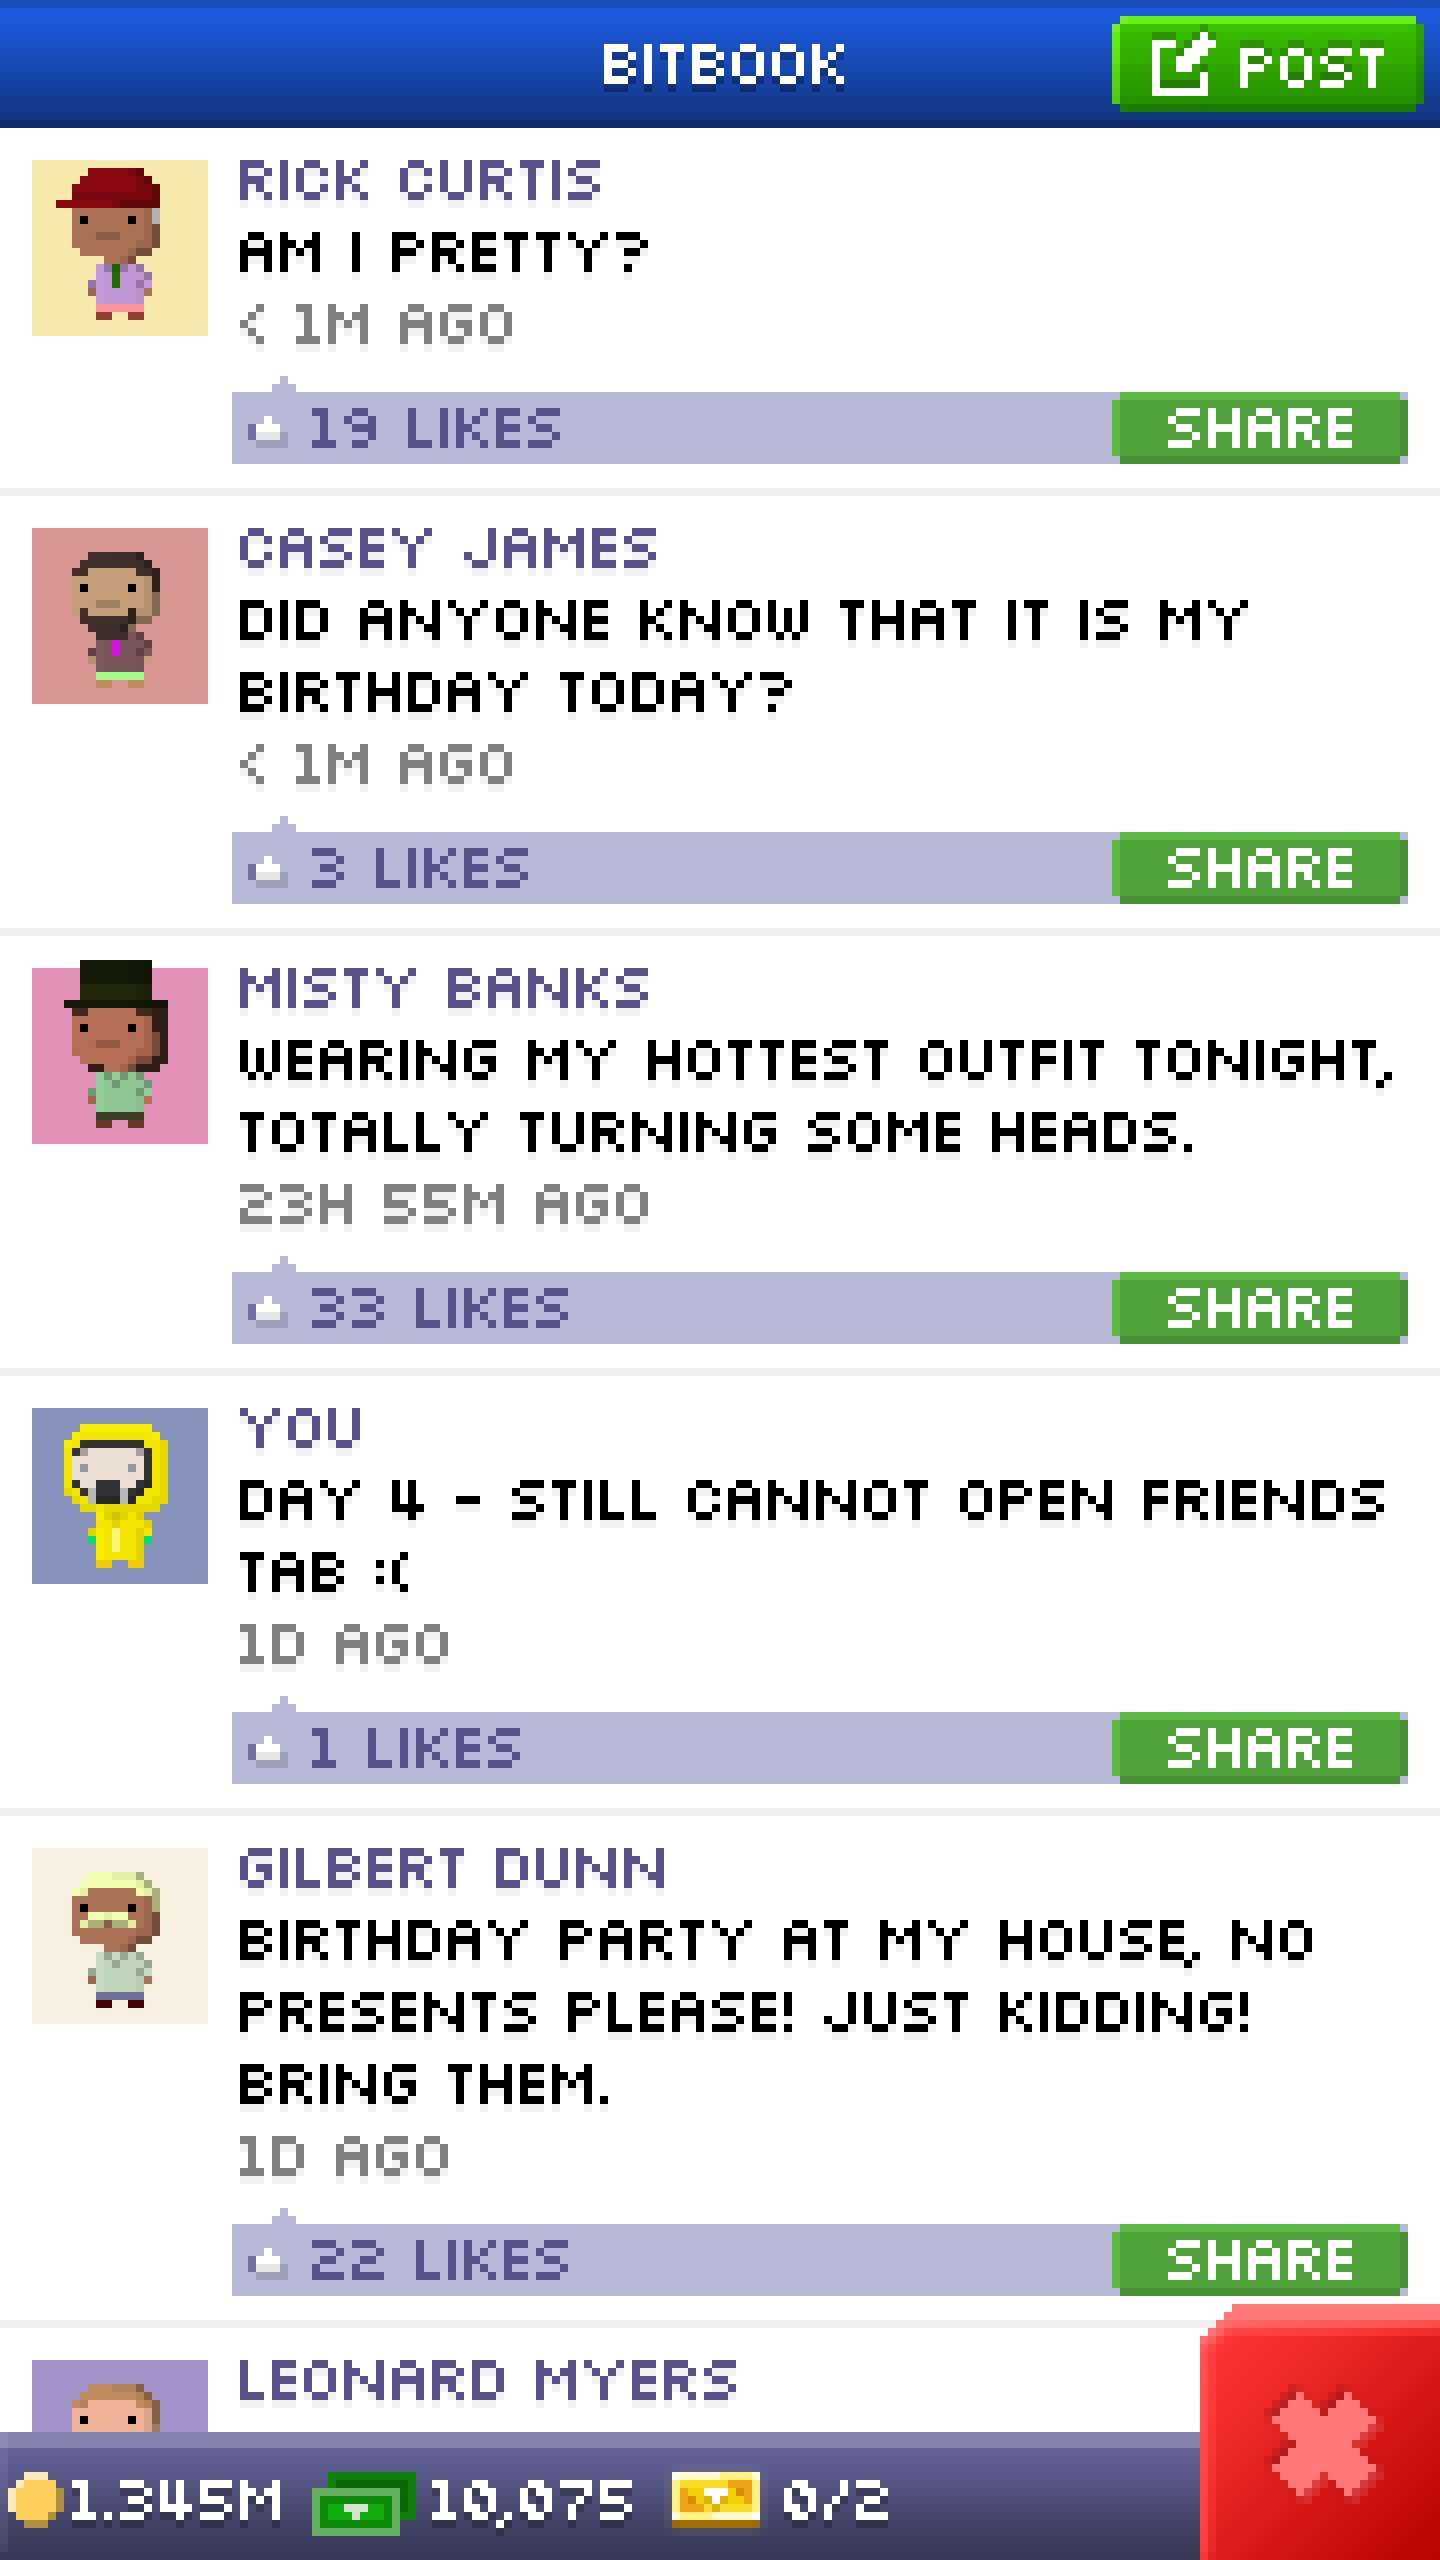 BITBOOK
POST
RICK CURTIS
AM I PRETTY?
< 1M AGO
19 LIKES
SHARE
CASEY JAMES
DID ANYONE KNOW THAT IT IS MY
BIRTHDAY TODAY?
< 1M AGO
3 LIKES
SHARE
MISTY BANKS
WEARING MY HOTTEST OUTFIT TONIGHT,
TOTALLY TURNING SOME HEADS.
23H 55M AGO
33 LIKES
SHARE
YOU
DAY 4 - STILL CANNOT OPEN FRIENDS
TAB :(
1D AGO
1 LIKES
SHARE
GILBERT DUNN
BIRTHDAY PARTY AT MY HOUSE, NO
PRESENTS PLEASE! JUST KIDDING!
BRING THEM.
1D AGO
22 LIKES
SHARE
LEONARD MYERS
1.345M
10,075
0/2